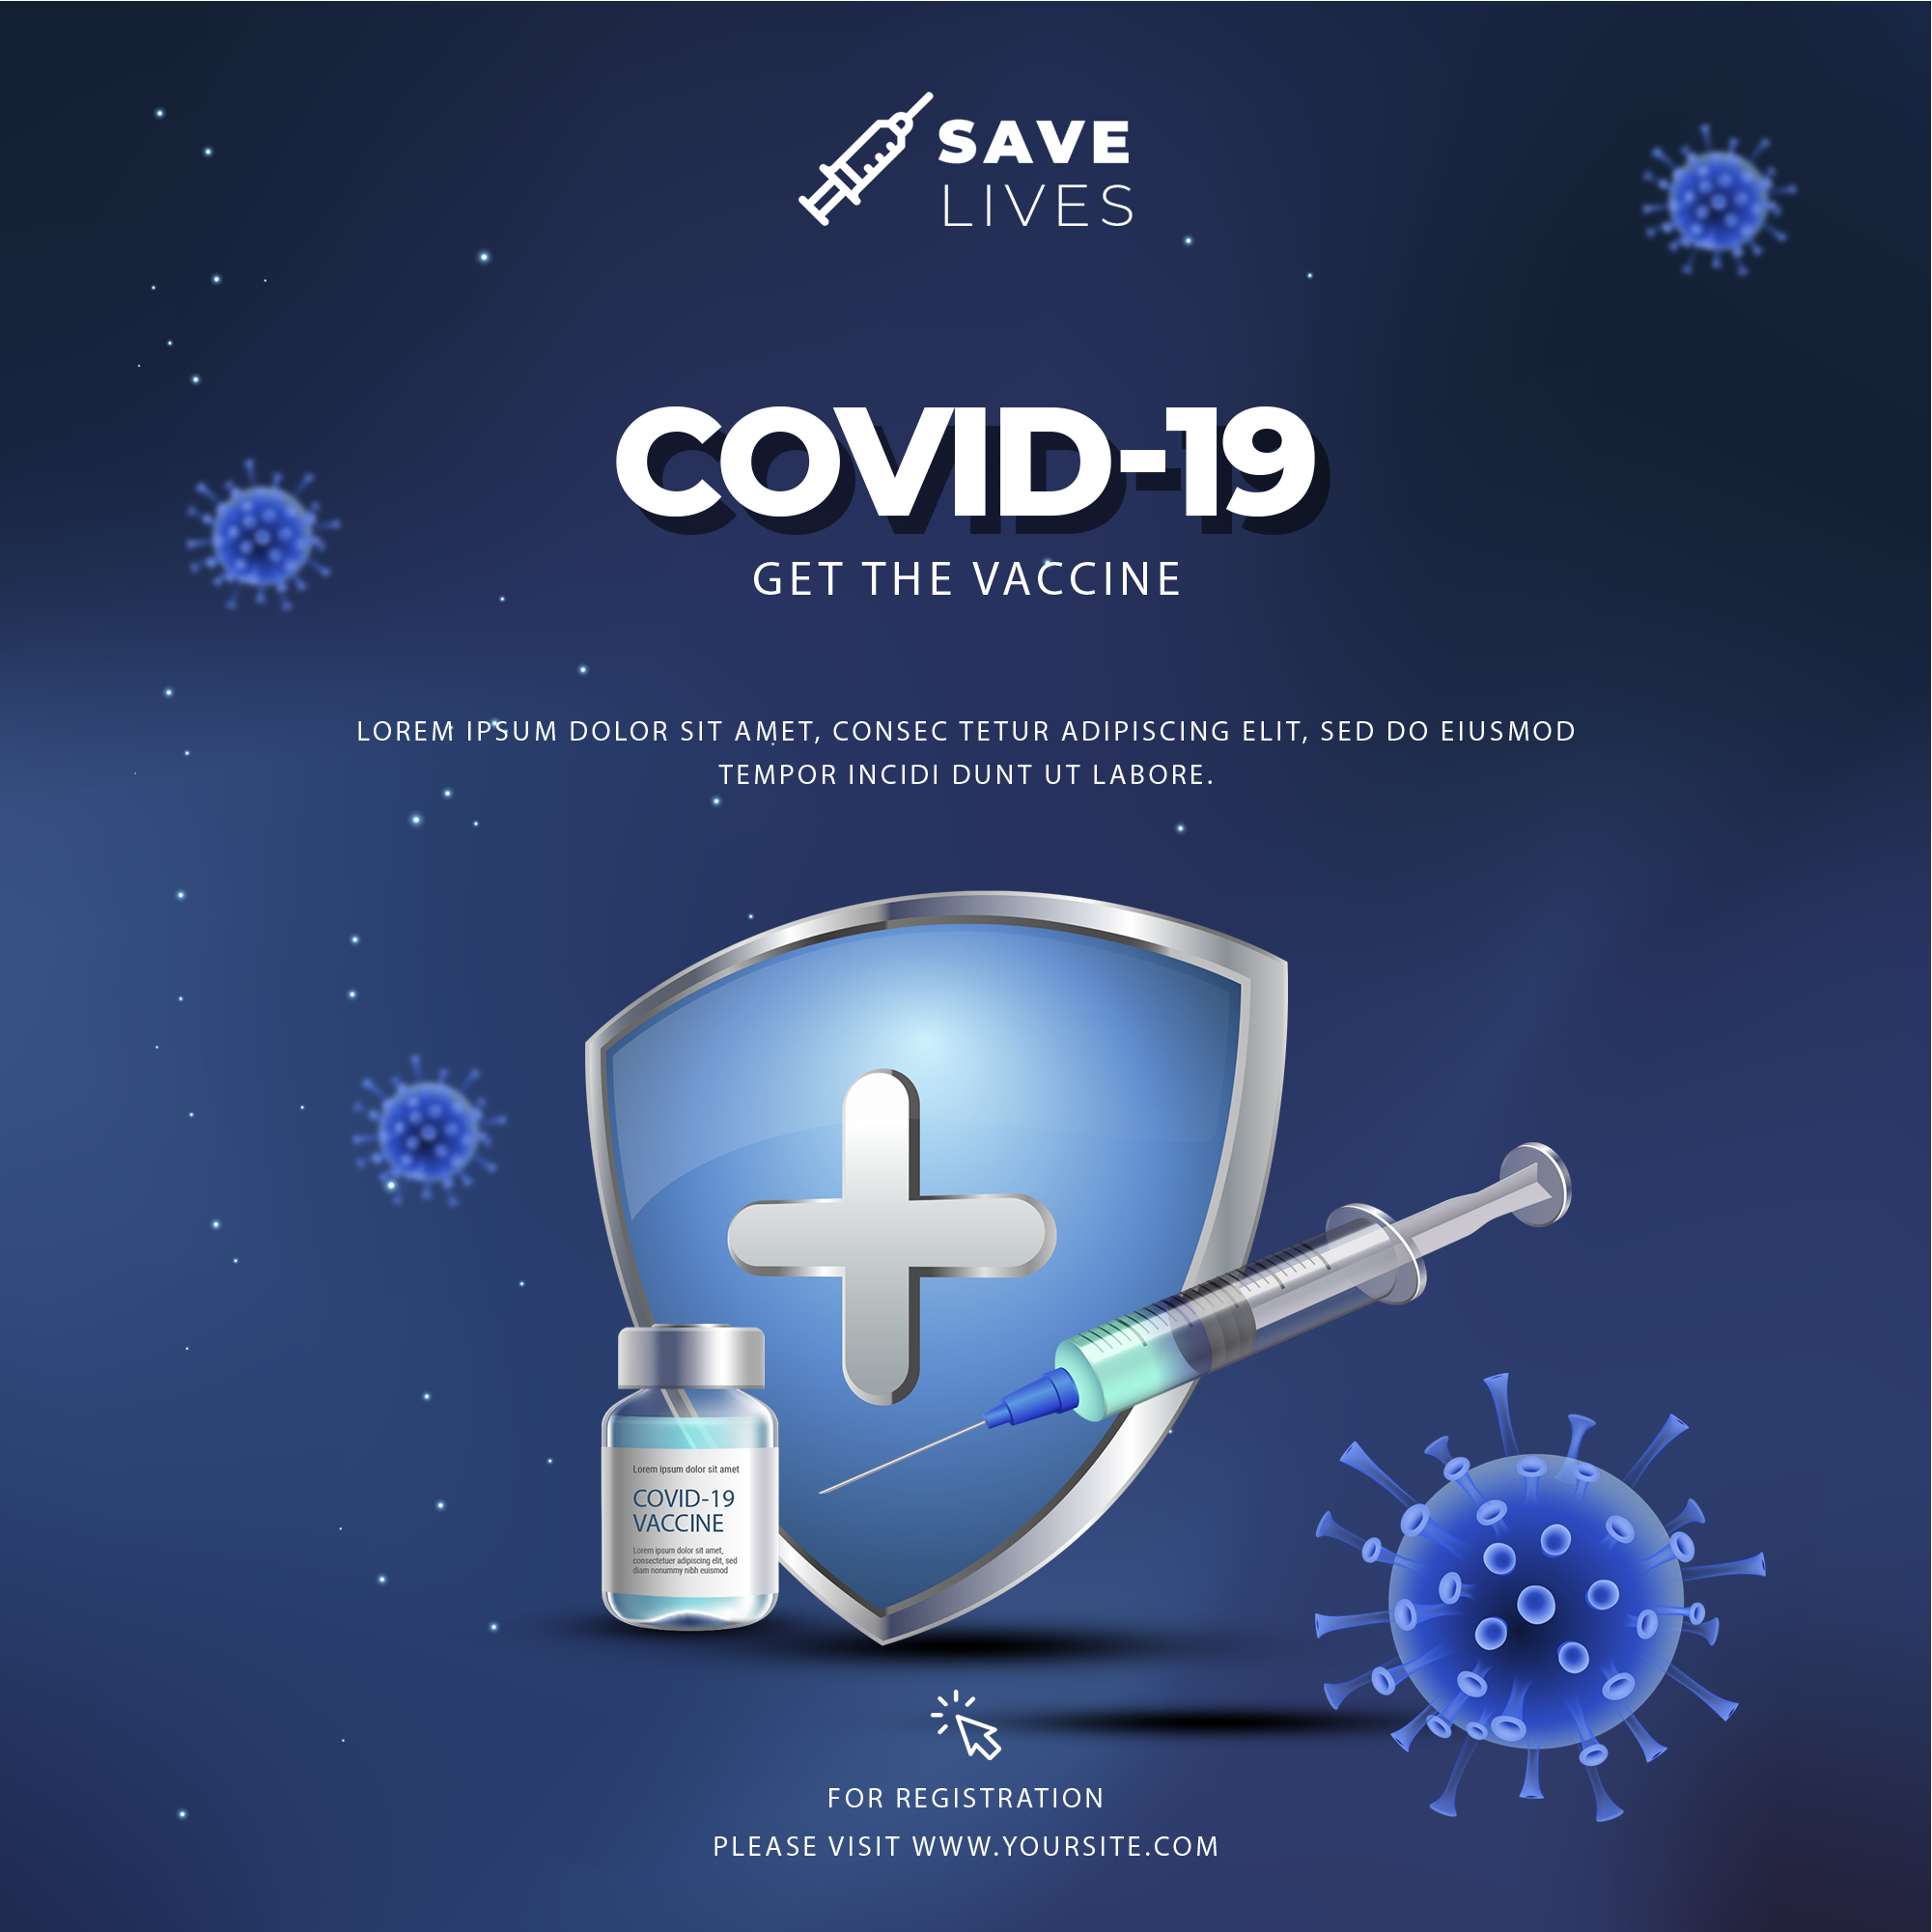 SAVE
LIVES
COVID-19
GET THE VACCINE
LOREM IPSUM DOLOR SIT AMET, CONSEC TETUR ADIPISCING ELIT, SED DO EIUSMOD
TEMPOR INCIDI DUNT UT LABORE.
Lorem ipsum dolor sit amet
COVID-19
VACCINE
Lorem ipsum dolor sit amet,
consectetuer adipiscing elit, sed
diam nonummy nibh euismod
FOR REGISTRATION
PLEASE VISIT WWW.YOURSITE.COM